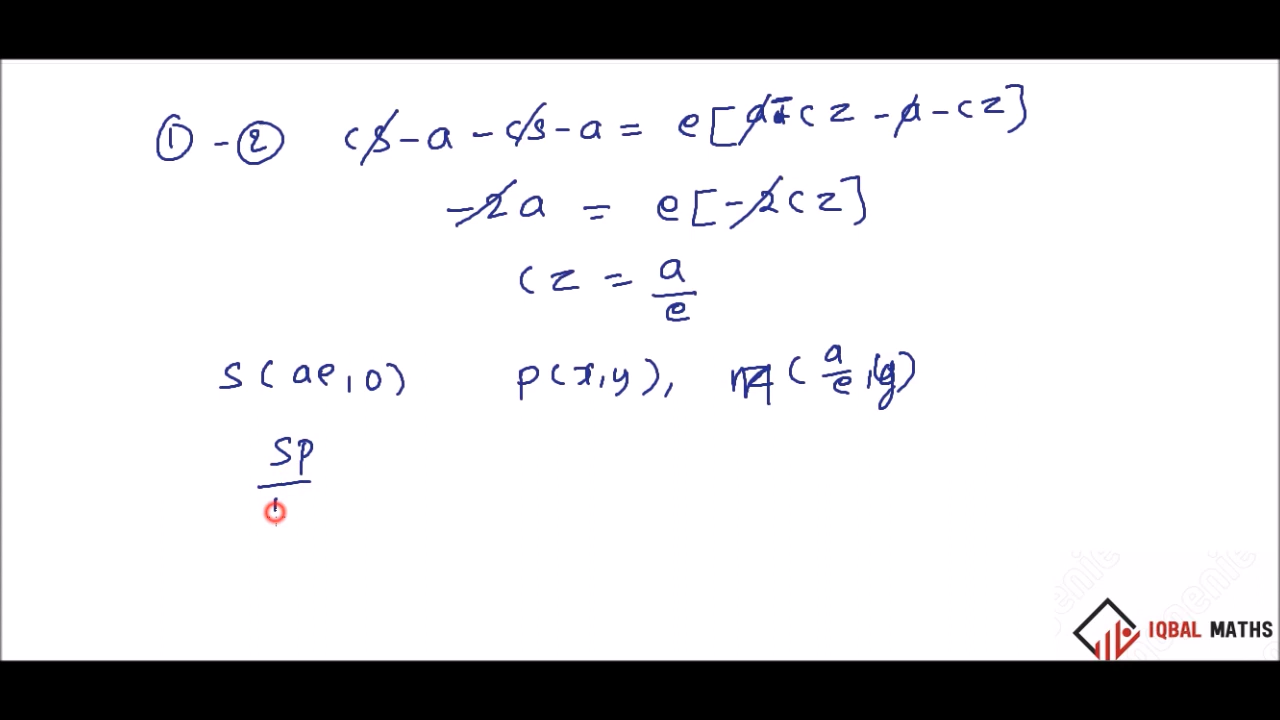 ① - ② cs - a - cs - a = e[a + cz - a - cz]
-2a = e[-2cz]
cz = a/e
S(ae, 0) P(x, y), M(a/e, y)
SP
IQBAL MATHS